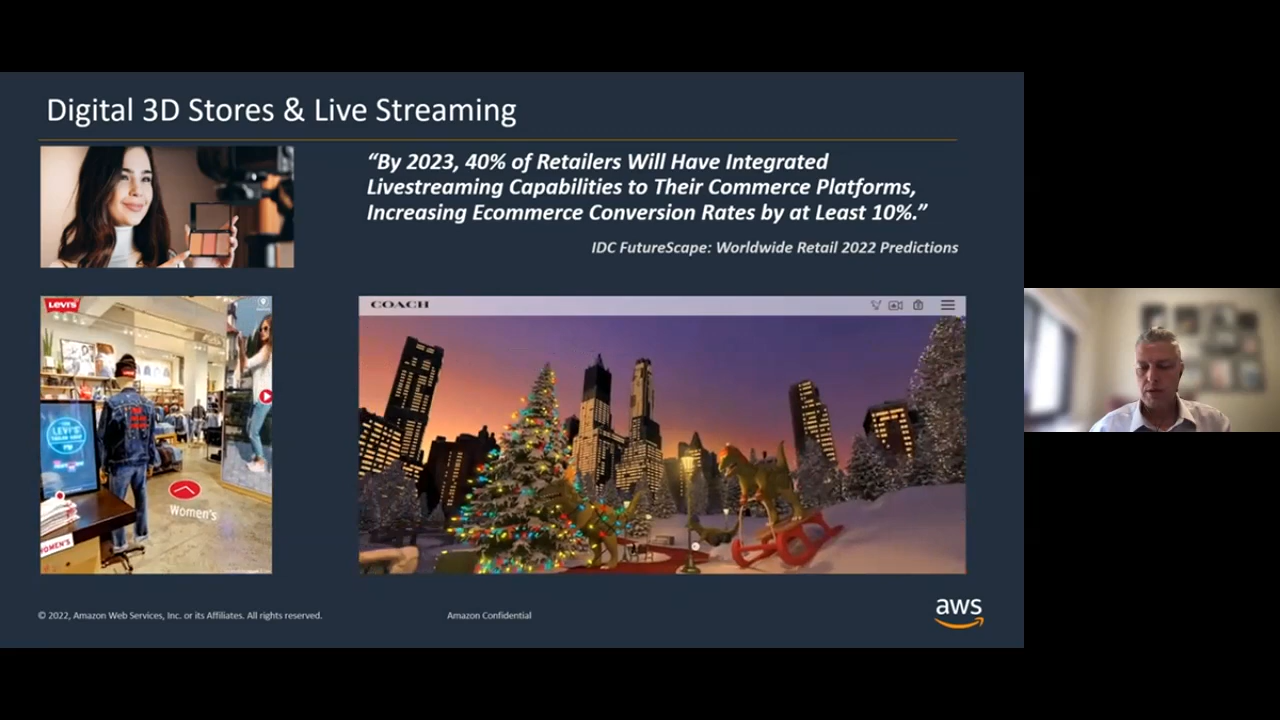 Digital 3D Stores & Live Streaming
“By 2023, 40% of Retailers Will Have Integrated
Livestreaming Capabilities to Their Commerce Platforms,
Increasing Ecommerce Conversion Rates by at Least 10%.”
IDC FutureScape: Worldwide Retail 2022 Predictions
LEVI'S
COACH
Women's
WOMEN'S
© 2022, Amazon Web Services, Inc. or its Affiliates. All rights reserved.
Amazon Confidential
aws